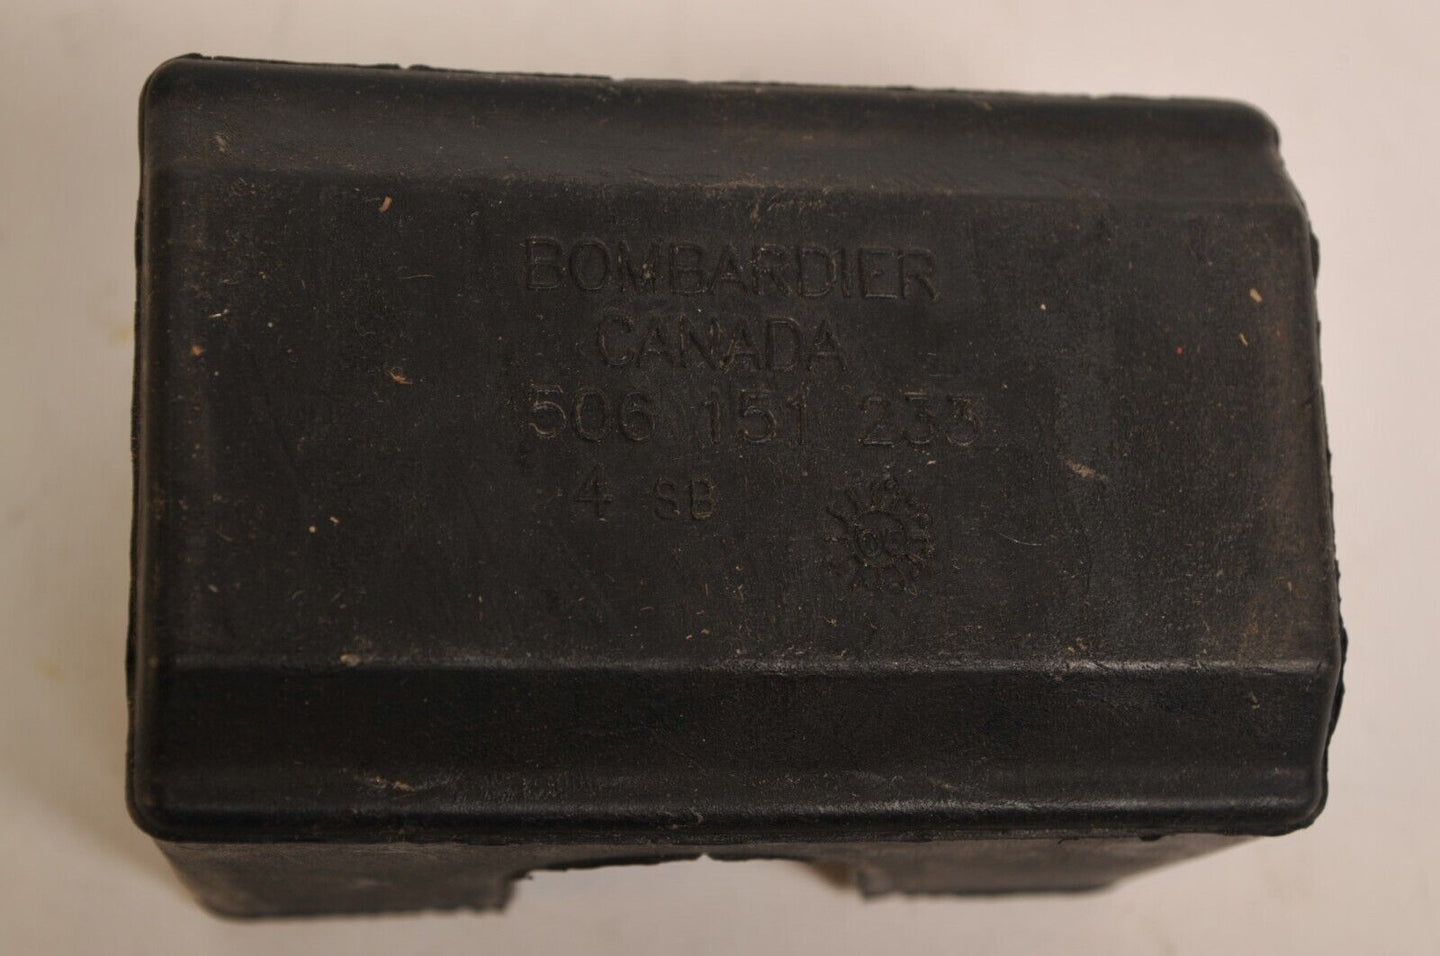 BOMBARDIER
CANADA
506 151 233
4 SB